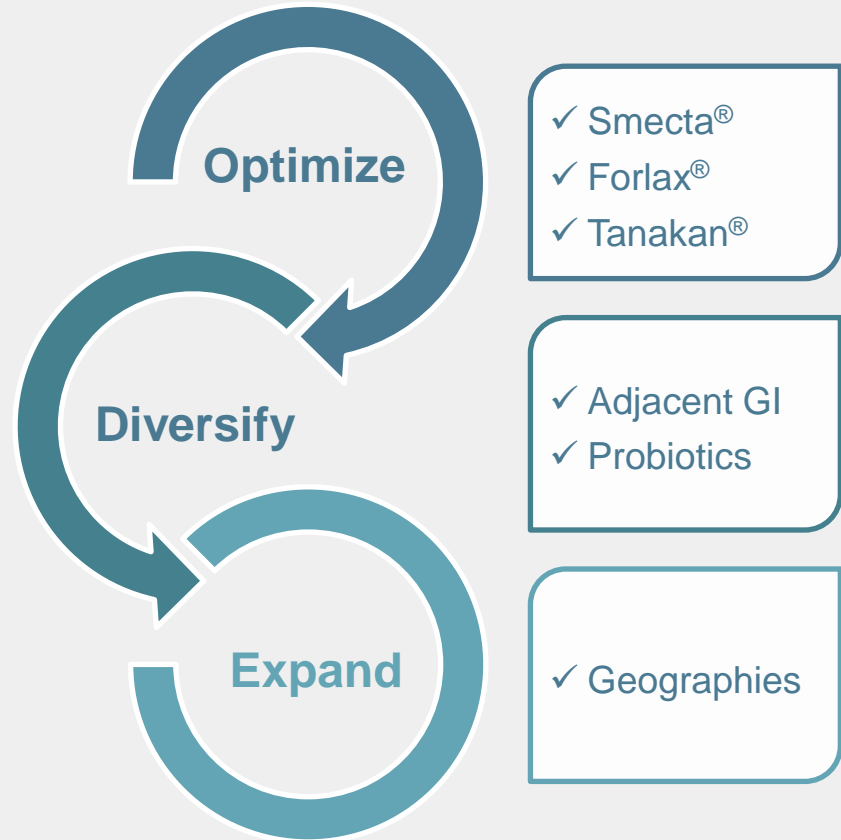 Optimize
✓ Smecta®
✓ Forlax®
✓ Tanakan®
Diversify
✓ Adjacent GI
✓ Probiotics
Expand
✓ Geographies